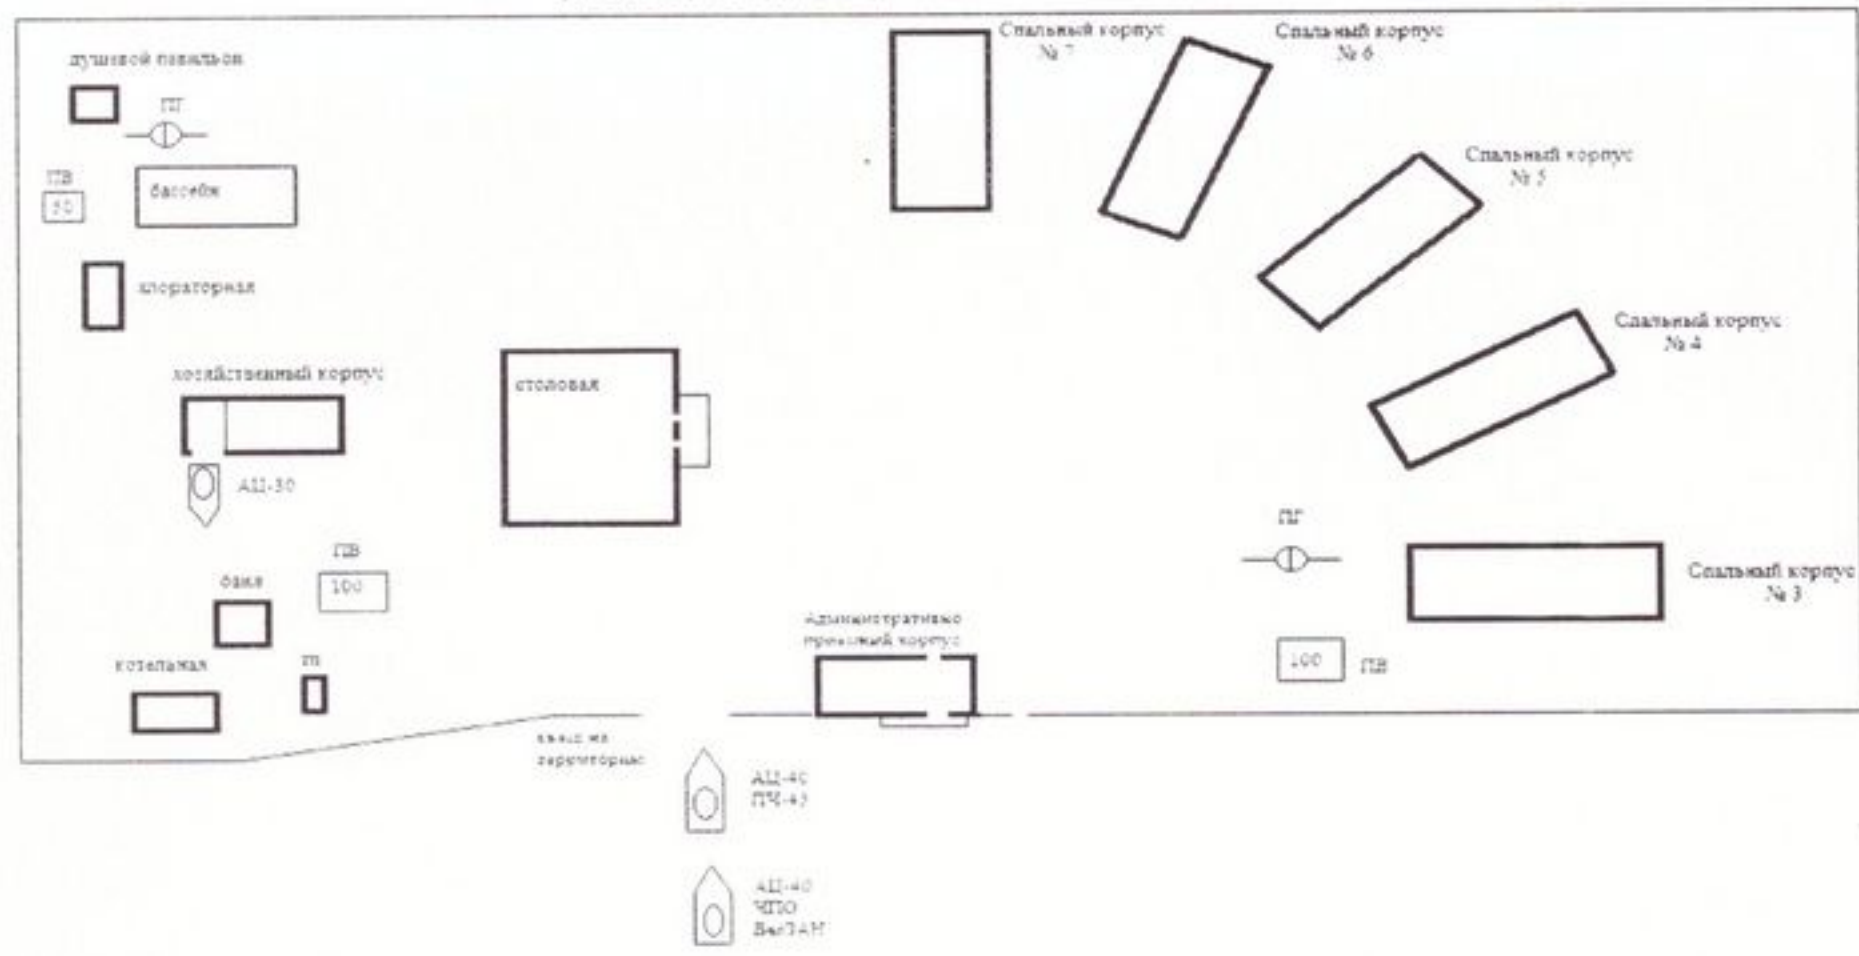 Спальный корпус
№ 7
Спальный корпус
№ 6
душевой павильон
ПГ
Спальный корпус
№ 5
ПВ
50
бассейн
хлораторная
Спальный корпус
№ 4
хозяйственный корпус
столовая
АЦ-30
ПГ
ПВ
100
баня
Спальный корпус
№ 3
Административно
приемный корпус
котельная
100
ПВ
въезд на
территорию
АЦ-40
ПЧ-43
АЦ-40
ЧПО